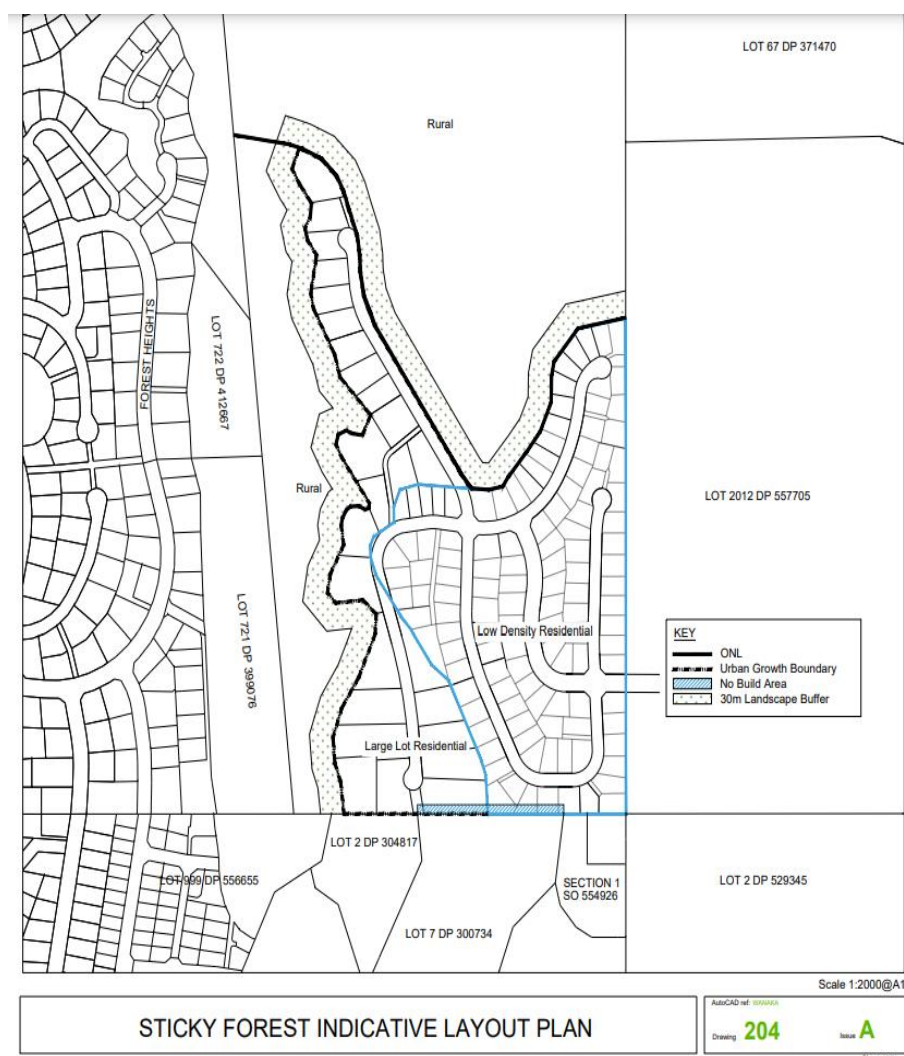 LOT 67 DP 371470
Rural
FOREST HEIGHTS
LOT 722 DP 412667
Rural
LOT 2012 DP 557705
LOT 721 DP 399076
Low Density Residential
KEY
ONL
Urban Growth Boundary
No Build Area
30m Landscape Buffer
Large Lot Residential
LOT 2 DP 304817
LOT 999 DP 556655
SECTION 1
SO 554926
LOT 2 DP 529345
LOT 7 DP 300734
Scale 1:2000@A1
STICKY FOREST INDICATIVE LAYOUT PLAN
AutoCAD ref: WANAKA
Drawing 204
Issue A